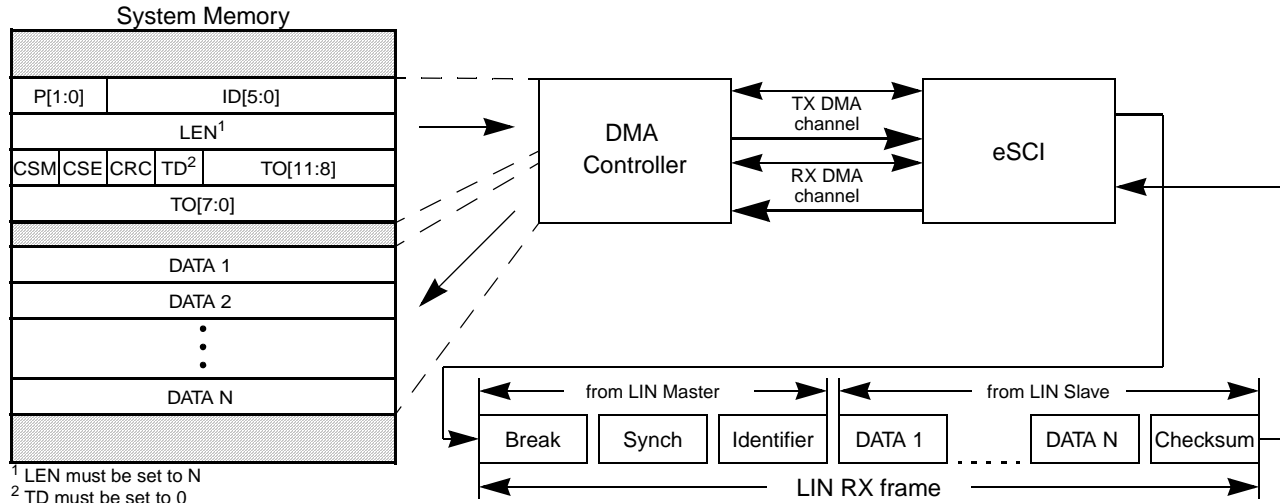 System Memory
P[1:0] ID[5:0]
LEN1
CSM CSE CRC TD2 TO[11:8]
TO[7:0]
DATA 1
DATA 2
DATA N
1 LEN must be set to N
2 TD must be set to 0
DMA
Controller
TX DMA
channel
RX DMA
channel
eSCI
from LIN Master
from LIN Slave
Break Synch Identifier DATA 1 DATA N Checksum
LIN RX frame